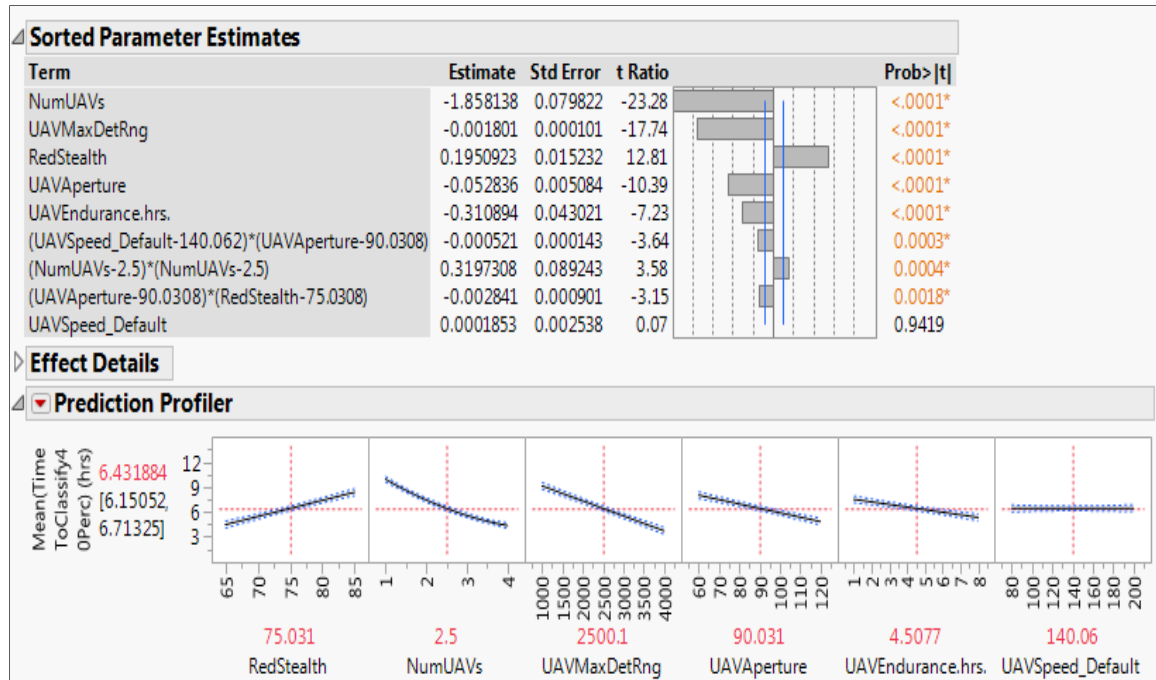 Sorted Parameter Estimates
Term Estimate Std Error t Ratio Prob>|t|
NumUAVs -1.858138 0.079822 -23.28 <.0001*
UAVMaxDetRng -0.001801 0.000101 -17.74 <.0001*
RedStealth 0.1950923 0.015232 12.81 <.0001*
UAVAperture -0.052836 0.005084 -10.39 <.0001*
UAVEndurance.hrs. -0.310894 0.043021 -7.23 <.0001*
(UAVSpeed_Default-140.062)*(UAVAperture-90.0308) -0.000521 0.000143 -3.64 0.0003*
(NumUAVs-2.5)*(NumUAVs-2.5) 0.3197308 0.089243 3.58 0.0004*
(UAVAperture-90.0308)*(RedStealth-75.0308) -0.002841 0.000901 -3.15 0.0018*
UAVSpeed_Default 0.0001853 0.002538 0.07 0.9419
Effect Details
Prediction Profiler
Mean(Time
ToClassify4
0Perc) (hrs)
6.431884
[6.15052,
6.71325]
12
9
6
3
65 70 75 80 85 1 2 3 4 1000 1500 2000 2500 3000 3500 4000 60 70 80 90 100 110 120 1 2 3 4 5 6 7 8 80 100 120 140 160 180 200
75.031 2.5 2500.1 90.031 4.5077 140.06
RedStealth NumUAVs UAVMaxDetRng UAVAperture UAVEndurance.hrs. UAVSpeed_Default